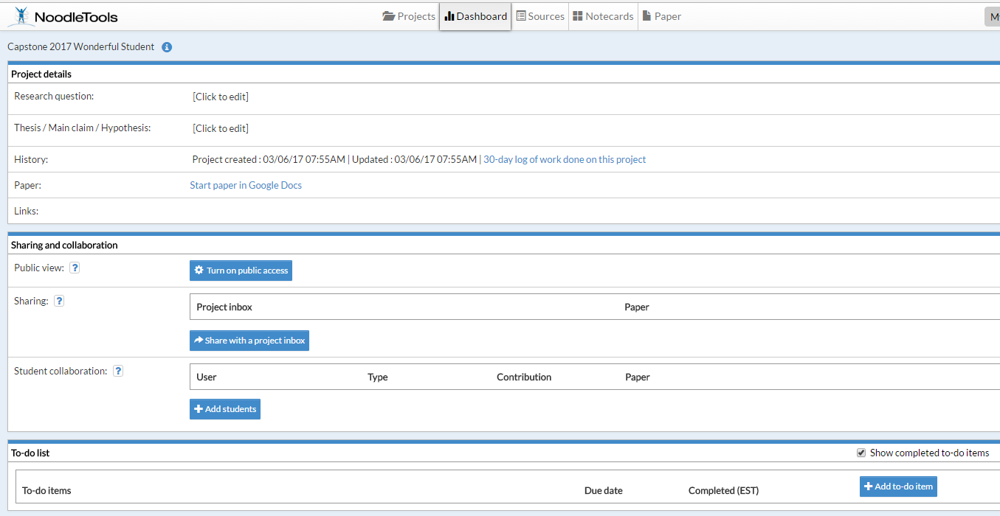 NoodleTools Projects Dashboard Sources Notecards Paper My
Capstone 2017 Wonderful Student i
Project details
Research question: [Click to edit]
Thesis / Main claim / Hypothesis: [Click to edit]
History: Project created : 03/06/17 07:55AM | Updated : 03/06/17 07:55AM | 30-day log of work done on this project
Paper: Start paper in Google Docs
Links:
Sharing and collaboration
Public view: ? Turn on public access
Sharing: ? Project inbox Paper
Share with a project inbox
Student collaboration: ? User Type Contribution Paper
Add students
To-do list Show completed to-do items
To-do items Due date Completed (EST) Add to-do item